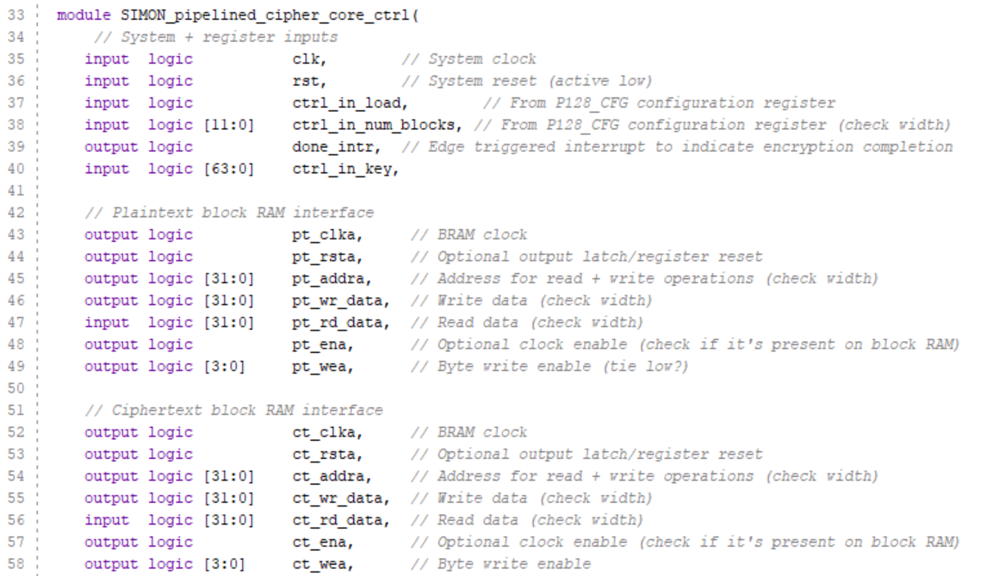 33 module SIMON_pipelined_cipher_core_ctrl(
34 // System + register inputs
35 input logic clk, // System clock
36 input logic rst, // System reset (active low)
37 input logic ctrl_in_load, // From P128_CFG configuration register
38 input logic [11:0] ctrl_in_num_blocks, // From P128_CFG configuration register (check width)
39 output logic done_intr, // Edge triggered interrupt to indicate encryption completion
40 input logic [63:0] ctrl_in_key,
41
42 // Plaintext block RAM interface
43 output logic pt_clka, // BRAM clock
44 output logic pt_rsta, // Optional output latch/register reset
45 output logic [31:0] pt_addra, // Address for read + write operations (check width)
46 output logic [31:0] pt_wr_data, // Write data (check width)
47 input logic [31:0] pt_rd_data, // Read data (check width)
48 output logic pt_ena, // Optional clock enable (check if it's present on block RAM)
49 output logic [3:0] pt_wea, // Byte write enable (tie low?)
50
51 // Ciphertext block RAM interface
52 output logic ct_clka, // BRAM clock
53 output logic ct_rsta, // Optional output latch/register reset
54 output logic [31:0] ct_addra, // Address for read + write operations (check width)
55 output logic [31:0] ct_wr_data, // Write data (check width)
56 input logic [31:0] ct_rd_data, // Read data (check width)
57 output logic ct_ena, // Optional clock enable (check if it's present on block RAM)
58 output logic [3:0] ct_wea, // Byte write enable